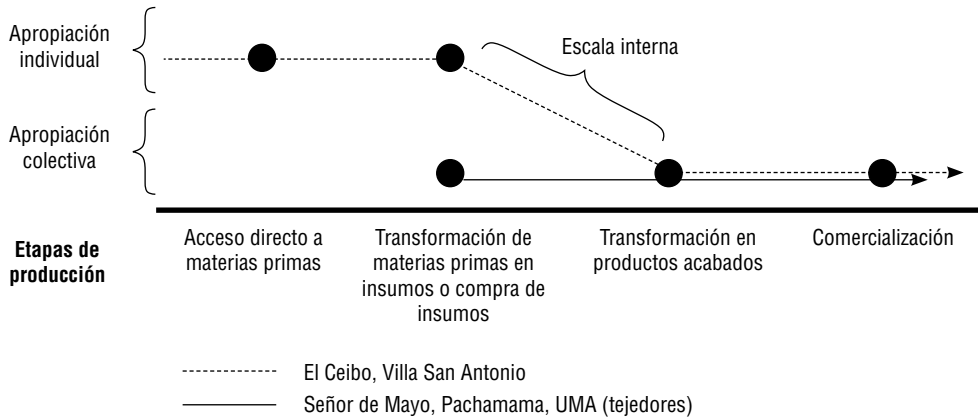 Apropiación
individual
Escala interna
Apropiación
colectiva
Etapas de
producción
Acceso directo a
materias primas
Transformación de
materias primas en
insumos o compra de
insumos
Transformación en
productos acabados
Comercialización
El Ceibo, Villa San Antonio
Señor de Mayo, Pachamama, UMA (tejedores)